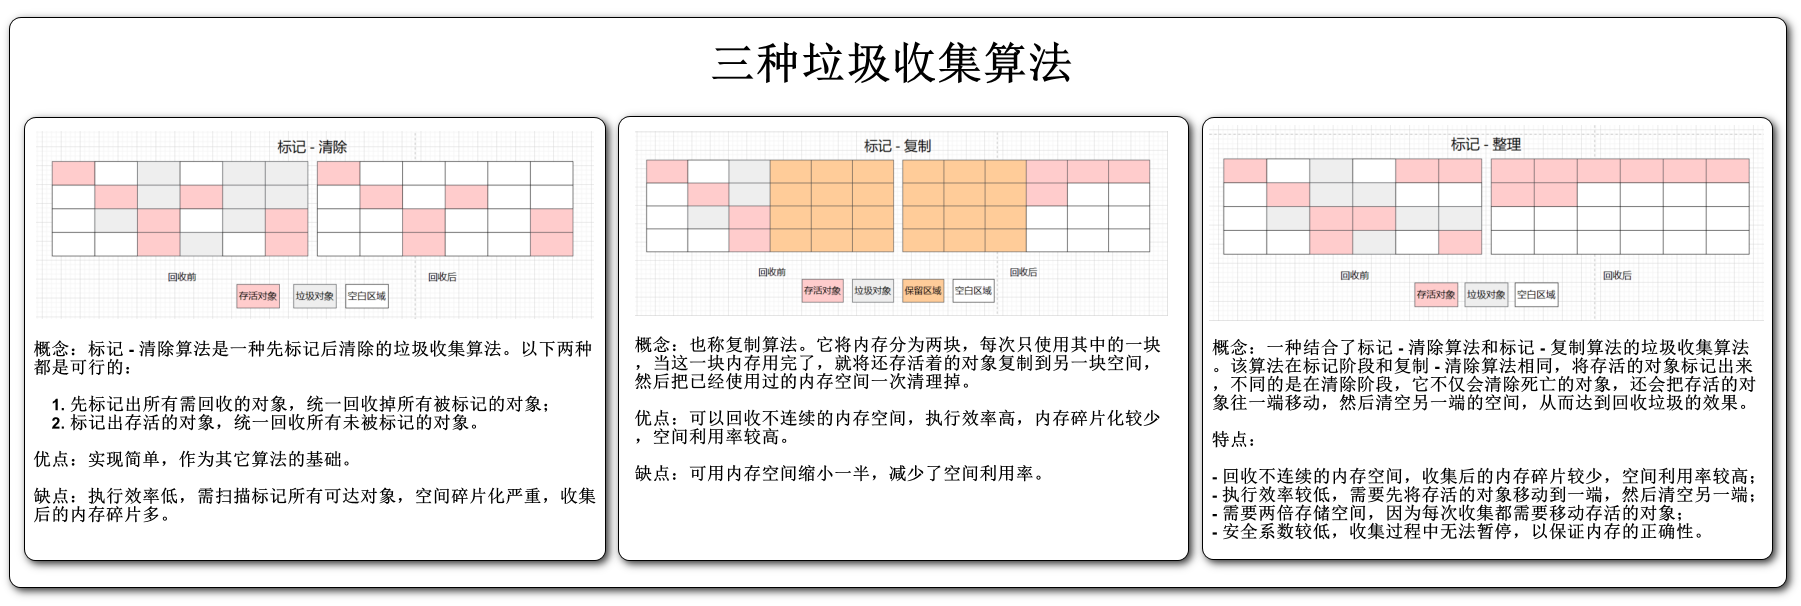 三种垃圾收集算法
标记 - 清除
回收前
回收后
存活对象
垃圾对象
空白区域
概念：标记 - 清除算法是一种先标记后清除的垃圾收集算法。以下两种
都是可行的：
1. 先标记出所有需回收的对象，统一回收掉所有被标记的对象；
2. 标记出存活的对象，统一回收所有未被标记的对象。
优点：实现简单，作为其它算法的基础。
缺点：执行效率低，需扫描标记所有可达对象，空间碎片化严重，收集
后的内存碎片多。
标记 - 复制
回收前
回收后
存活对象
垃圾对象
保留区域
空白区域
概念：也称复制算法。它将内存分为两块，每次只使用其中的一块
，当这一块内存用完了，就将还存活着的对象复制到另一块空间，
然后把已经使用过的内存空间一次清理掉。
优点：可以回收不连续的内存空间，执行效率高，内存碎片化较少
，空间利用率较高。
缺点：可用内存空间缩小一半，减少了空间利用率。
标记 - 整理
回收前
回收后
存活对象
垃圾对象
空白区域
概念：一种结合了标记 - 清除算法和标记 - 复制算法的垃圾收集算法
。该算法在标记阶段和复制 - 清除算法相同，将存活的对象标记出来
，不同的是在清除阶段，它不仅会清除死亡的对象，还会把存活的对
象往一端移动，然后清空另一端的空间，从而达到回收垃圾的效果。
特点：
- 回收不连续的内存空间，收集后的内存碎片较少，空间利用率较高；
- 执行效率较低，需要先将存活的对象移动到一端，然后清空另一端；
- 需要两倍存储空间，因为每次收集都需要移动存活的对象；
- 安全系数较低，收集过程中无法暂停，以保证内存的正确性。